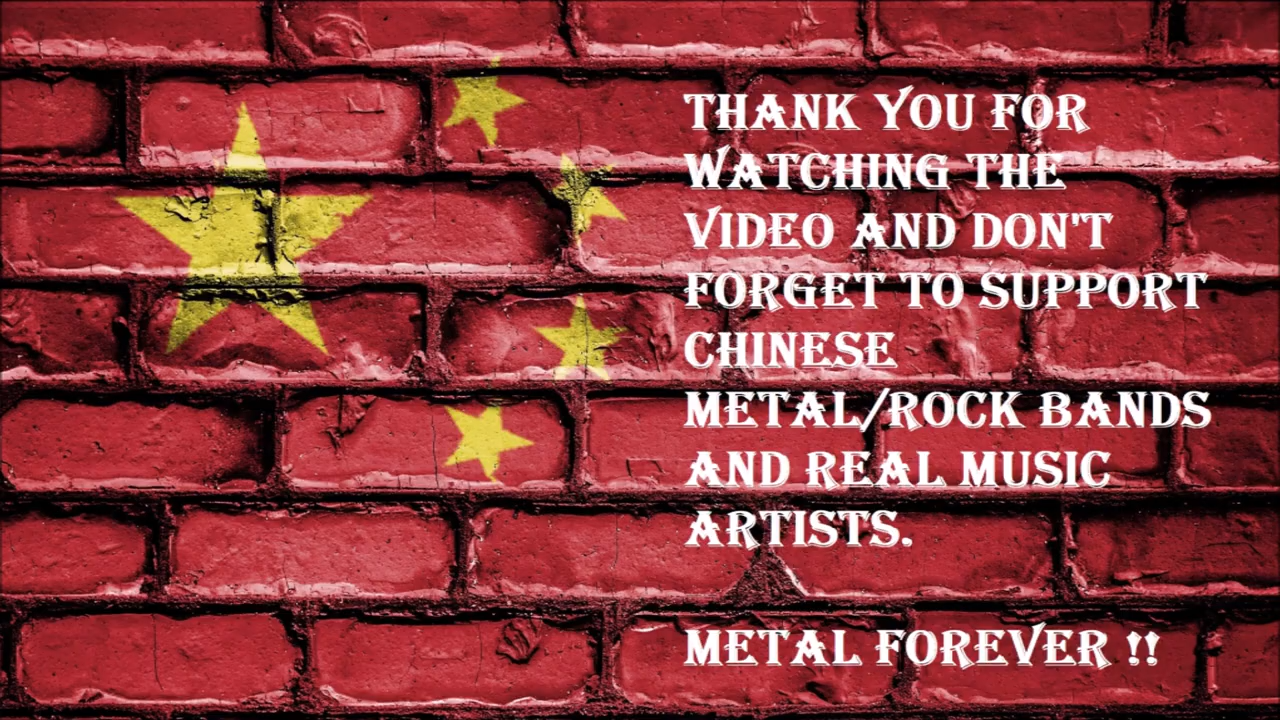 THANK YOU FOR
WATCHING THE
VIDEO AND DON'T
FORGET TO SUPPORT
CHINESE
METAL/ROCK BANDS
AND REAL MUSIC
ARTISTS.
METAL FOREVER !!